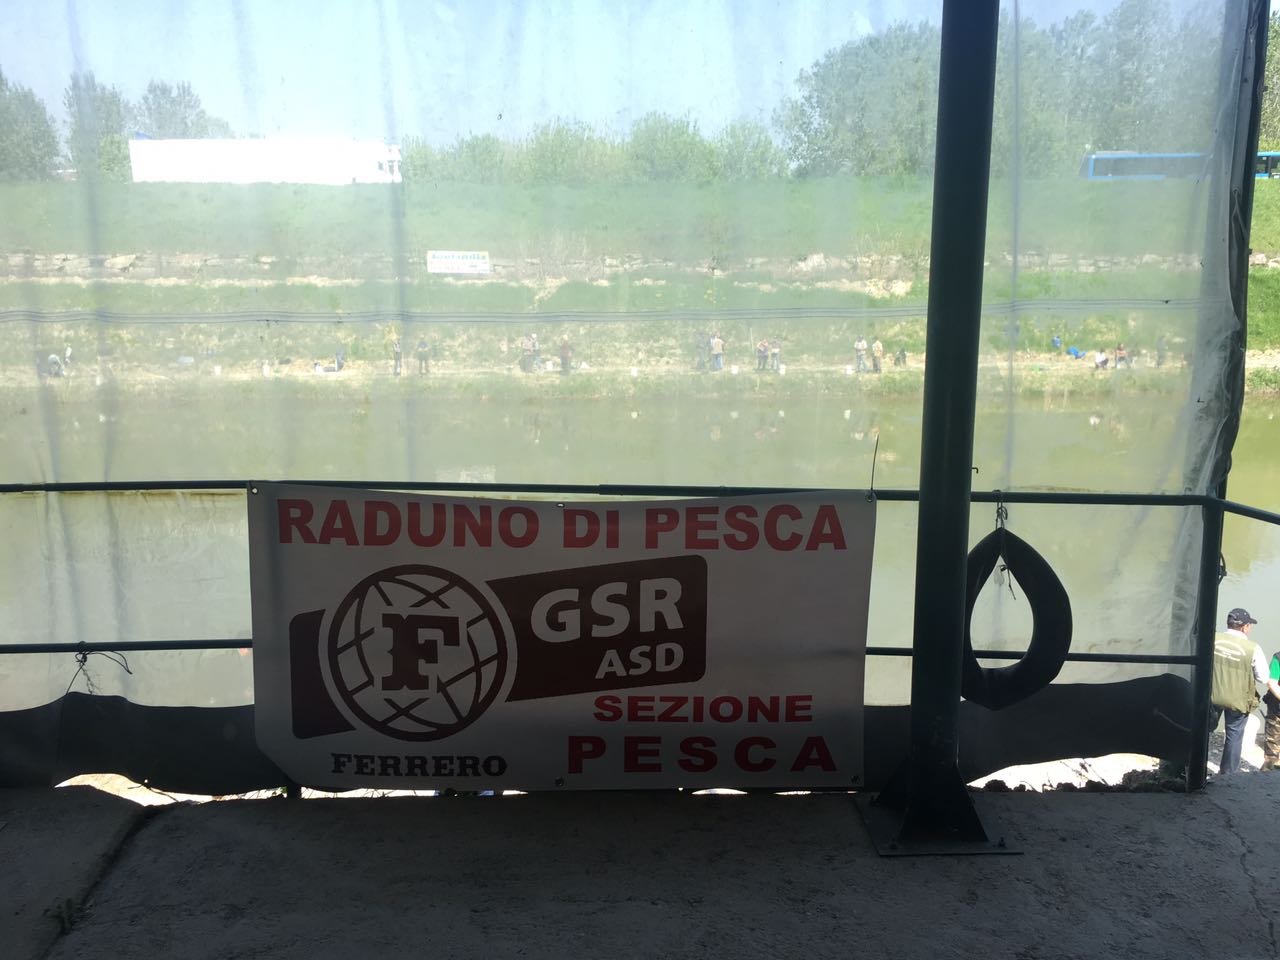 RADUNO DI PESCA
F
GSR
ASD
SEZIONE
FERRERO
PESCA